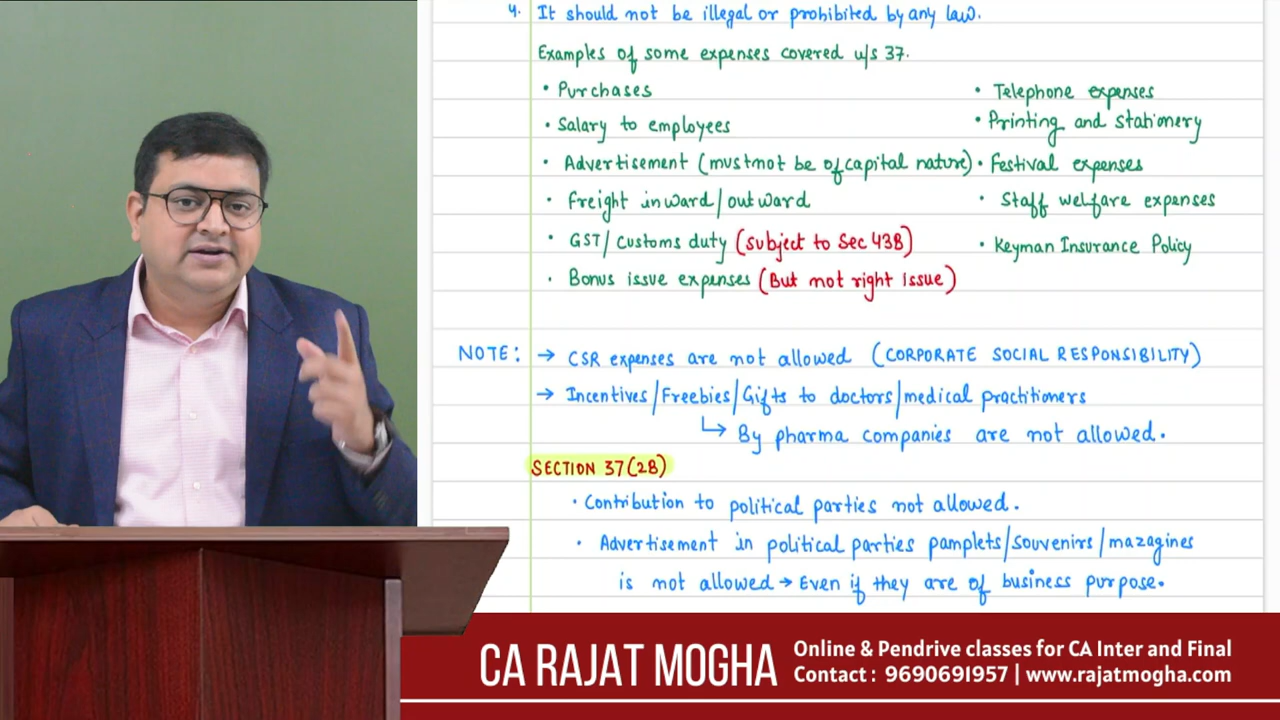 4. It should not be illegal or prohibited by any law.
Examples of some expenses covered u/s 37.
• Purchases
• Salary to employees
• Advertisement (must not be of capital nature)
• Freight inward/outward
• GST/Customs duty (subject to Sec 43B)
• Bonus issue expenses (But not right issue)
• Telephone expenses
• Printing and stationery
• Festival expenses
• Staff welfare expenses
• Keyman Insurance Policy
NOTE: → CSR expenses are not allowed (CORPORATE SOCIAL RESPONSIBILITY)
→ Incentives/Freebies/Gifts to doctors/medical practitioners
↳ By pharma companies are not allowed.
SECTION 37(2B)
• Contribution to political parties not allowed.
• Advertisement in political parties pamplets/souvenirs/mazagines
is not allowed → Even if they are of business purpose.
CA RAJAT MOGHA
Online & Pendrive classes for CA Inter and Final
Contact : 9690691957 | www.rajatmogha.com